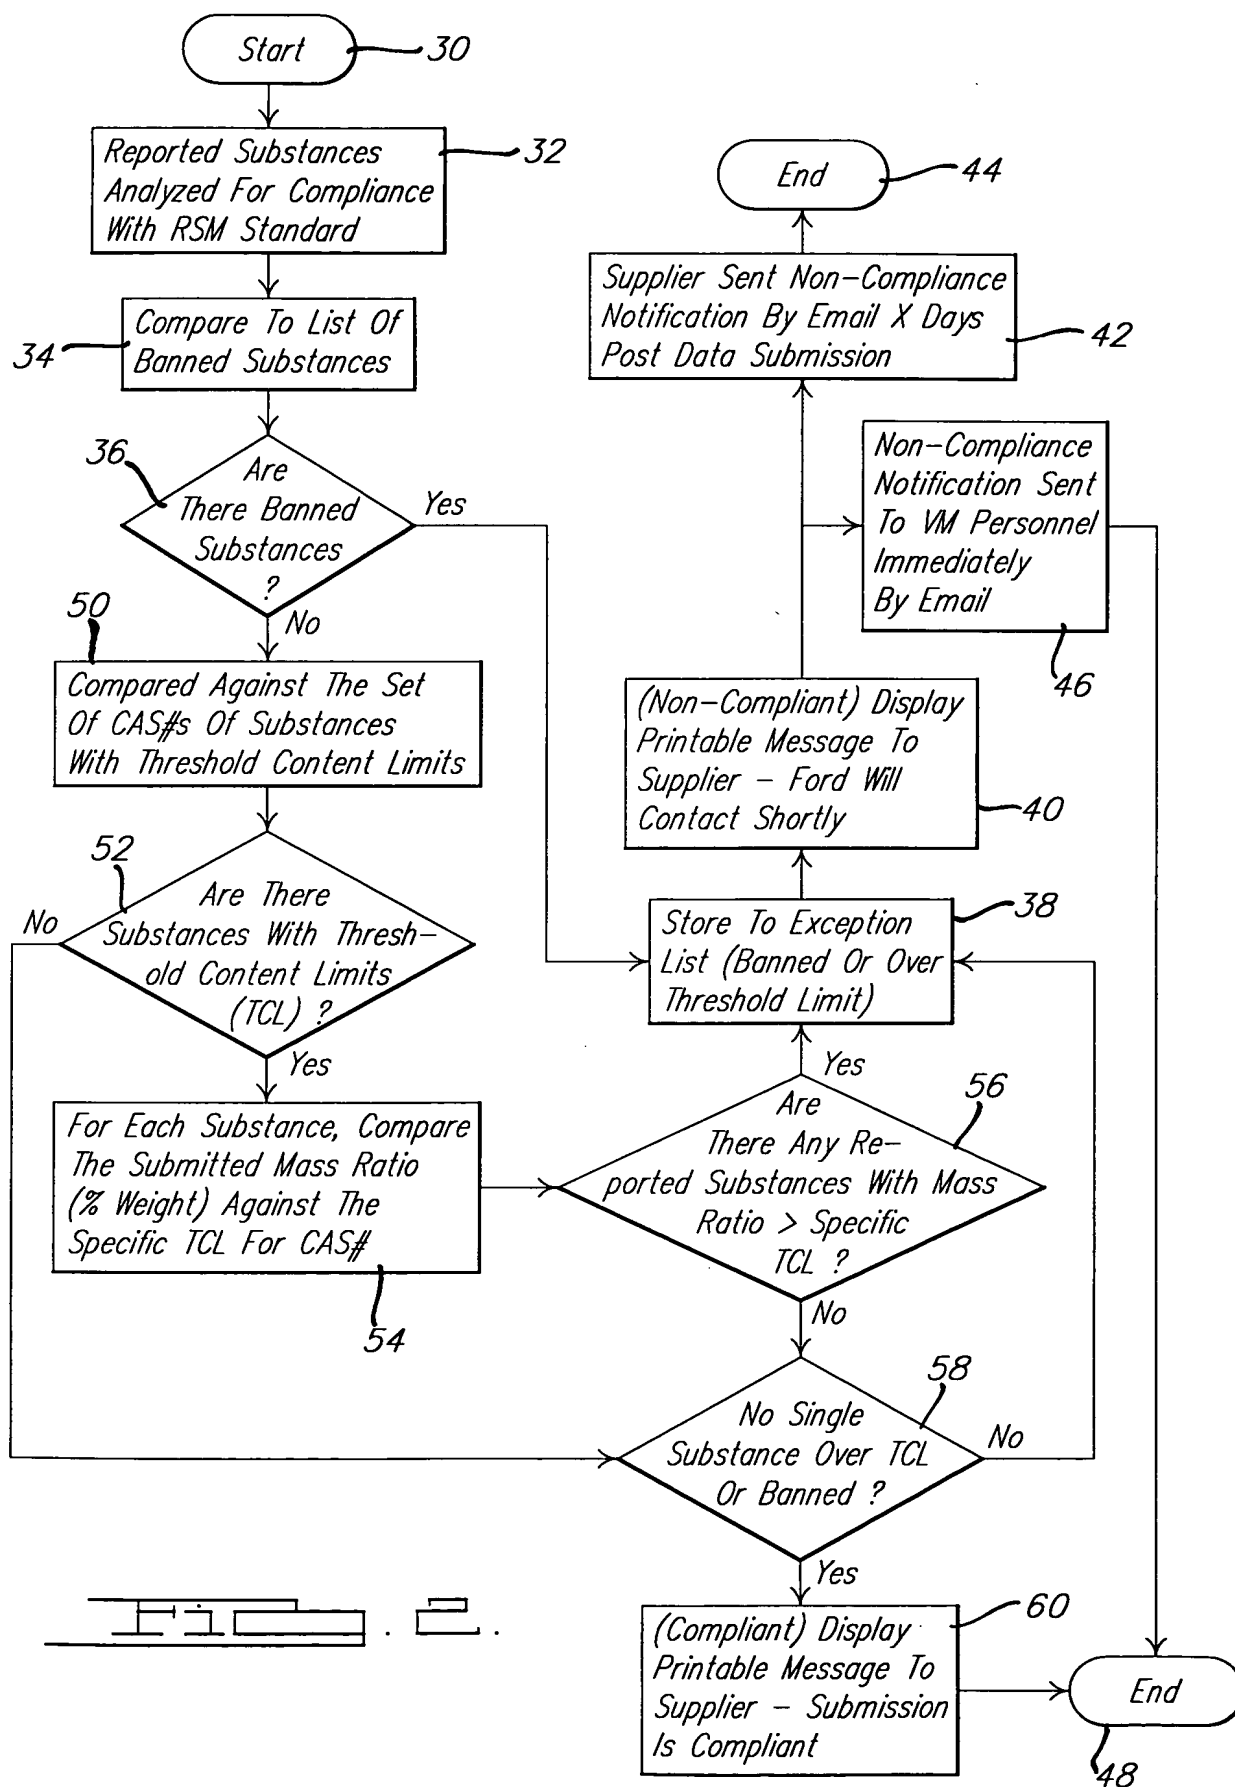 Start
30
Reported Substances
Analyzed For Compliance
With RSM Standard
32
Compare To List Of
Banned Substances
34
36
Are
There Banned
Substances
?
Yes
No
50
Compared Against The Set
Of CAS#s Of Substances
With Threshold Content Limits
52
Are There
Substances With Thresh-
old Content Limits
(TCL) ?
No
Yes
For Each Substance, Compare
The Submitted Mass Ratio
(% Weight) Against The
Specific TCL For CAS#
54
End
44
Supplier Sent Non-Compliance
Notification By Email X Days
Post Data Submission
42
Non-Compliance
Notification Sent
To VM Personnel
Immediately
By Email
46
(Non-Compliant) Display
Printable Message To
Supplier - Ford Will
Contact Shortly
40
Store To Exception
List (Banned Or Over
Threshold Limit)
38
Yes
Are
There Any Re-
ported Substances With Mass
Ratio > Specific
TCL ?
56
No
No Single
Substance Over TCL
Or Banned ?
58
No
Yes
(Compliant) Display
Printable Message To
Supplier - Submission
Is Compliant
60
End
48